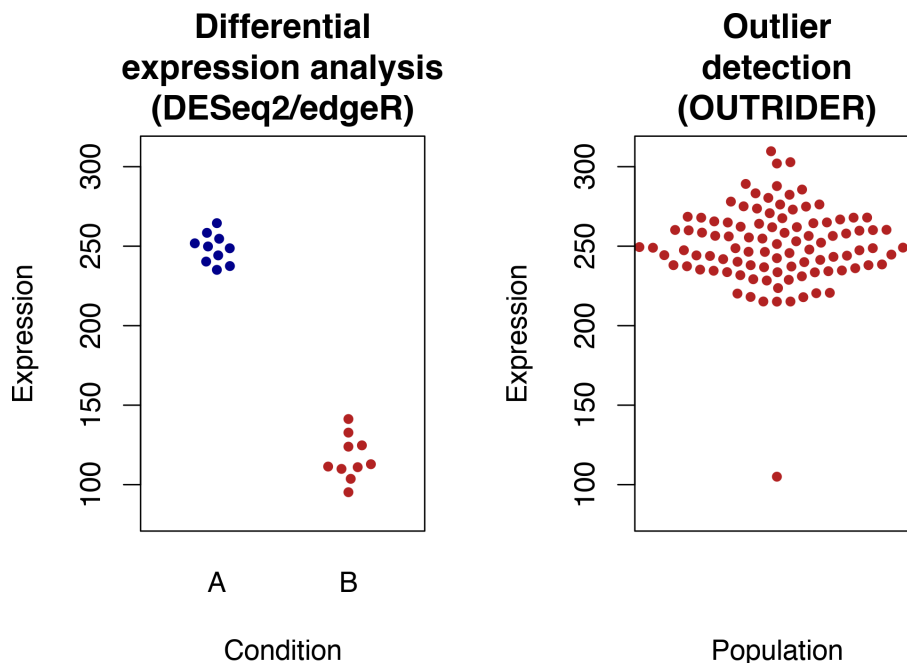 Differential
expression analysis
(DESeq2/edgeR)
Expression
300
250
200
150
100
A B
Condition
Outlier
detection
(OUTRIDER)
Expression
300
250
200
150
100
Population